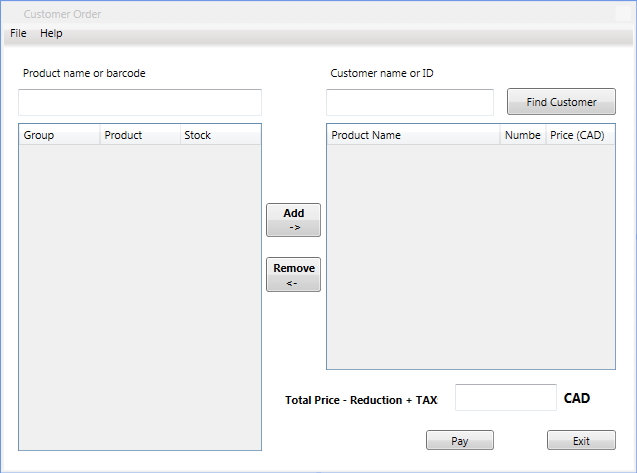 Customer Order
File Help
Product name or barcode
Customer name or ID
Find Customer
Group Product Stock
Product Name Numbe Price (CAD)
Add
->
Remove
<-
Total Price - Reduction + TAX CAD
Pay Exit